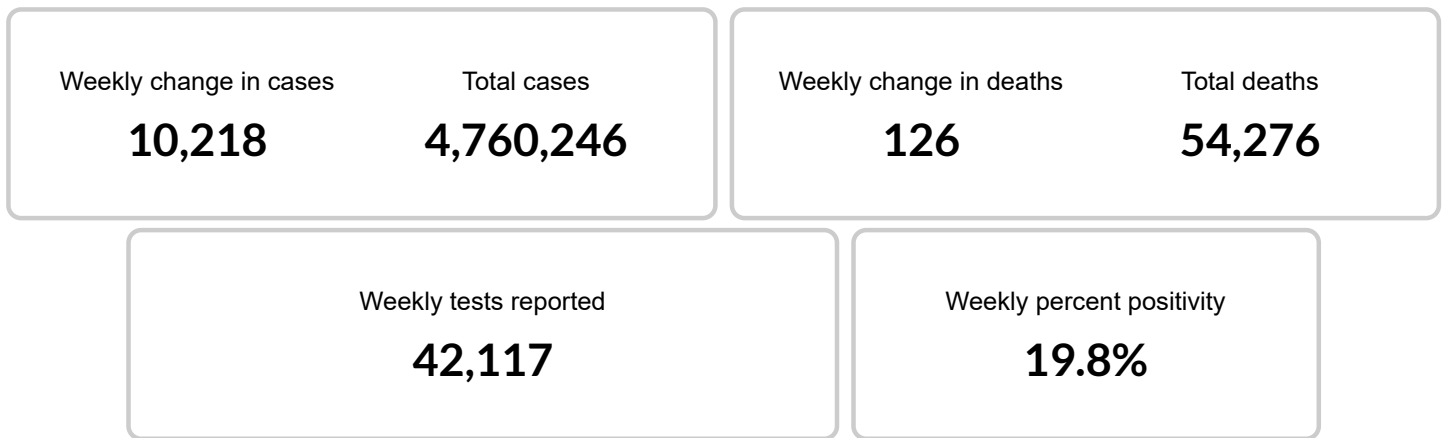 Weekly change in cases
10,218
Total cases
4,760,246
Weekly change in deaths
126
Total deaths
54,276
Weekly tests reported
42,117
Weekly percent positivity
19.8%